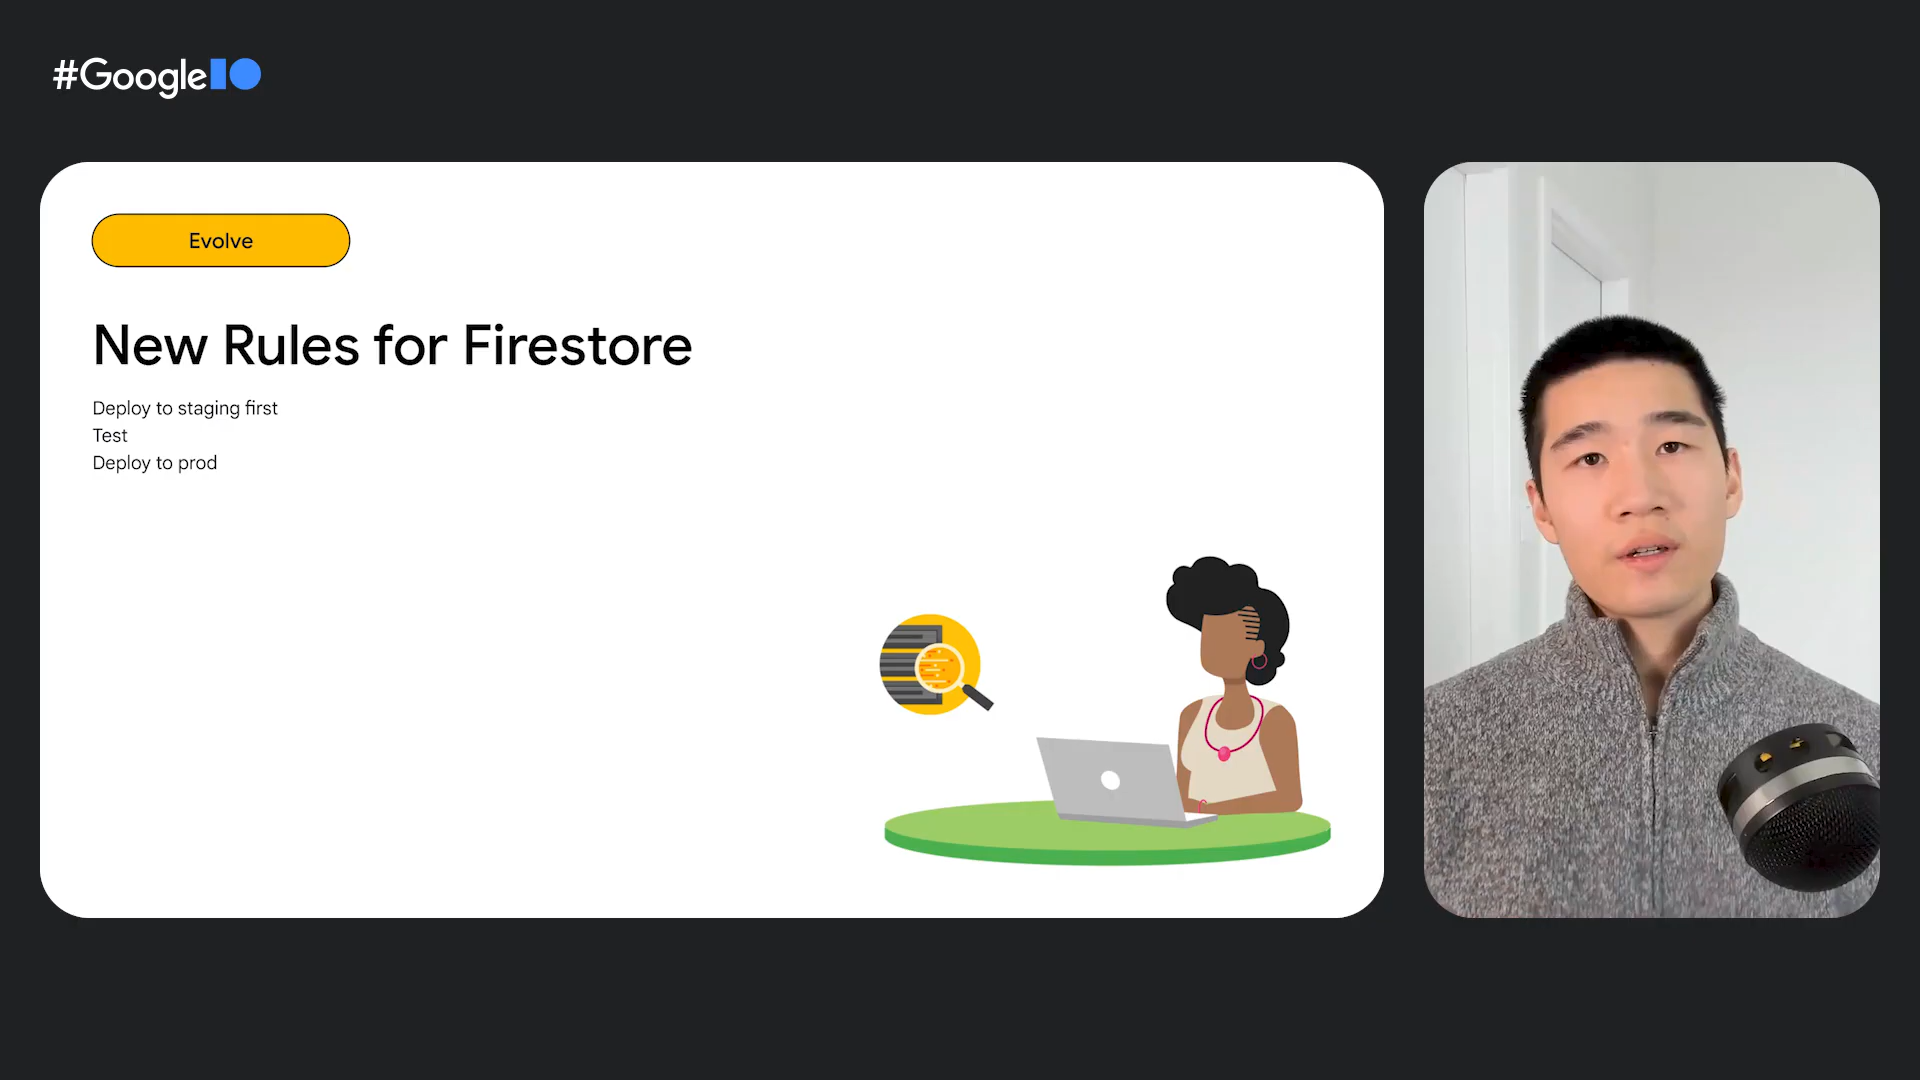 #GoogleIO
Evolve
New Rules for Firestore
Deploy to staging first
Test
Deploy to prod